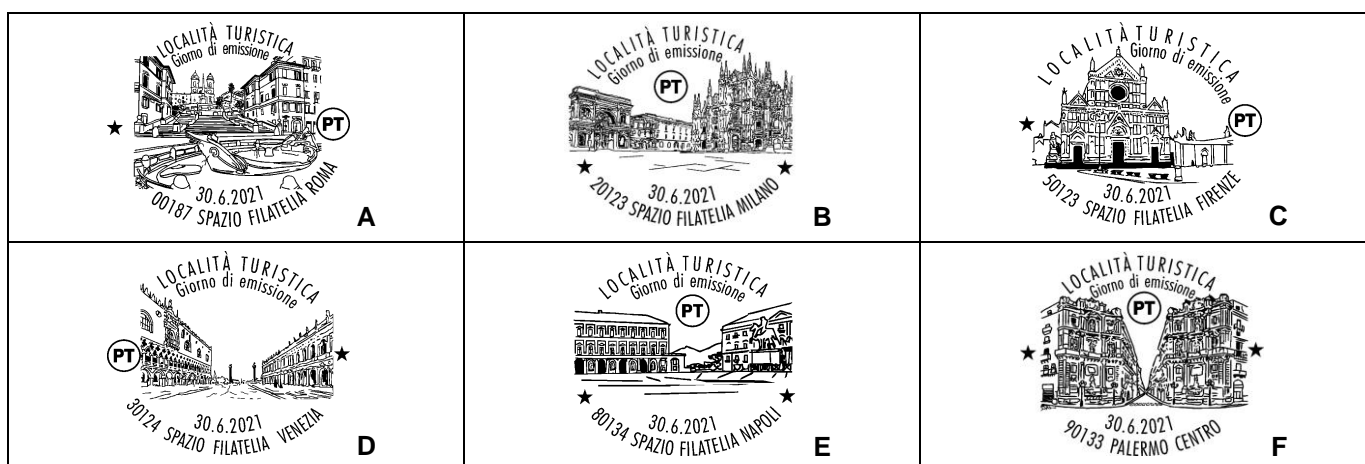 LOCALITÀ TURISTICA
Giorno di emissione
PT
30.6.2021
00187 SPAZIO FILATELIA ROMA
A
LOCALITÀ TURISTICA
Giorno di emissione
PT
30.6.2021
20123 SPAZIO FILATELIA MILANO
B
LOCALITÀ TURISTICA
Giorno di emissione
PT
30.6.2021
50123 SPAZIO FILATELIA FIRENZE
C
LOCALITÀ TURISTICA
Giorno di emissione
PT
30.6.2021
30124 SPAZIO FILATELIA VENEZIA
D
LOCALITÀ TURISTICA
Giorno di emissione
PT
30.6.2021
80134 SPAZIO FILATELIA NAPOLI
E
LOCALITÀ TURISTICA
Giorno di emissione
PT
30.6.2021
90133 PALERMO CENTRO
F